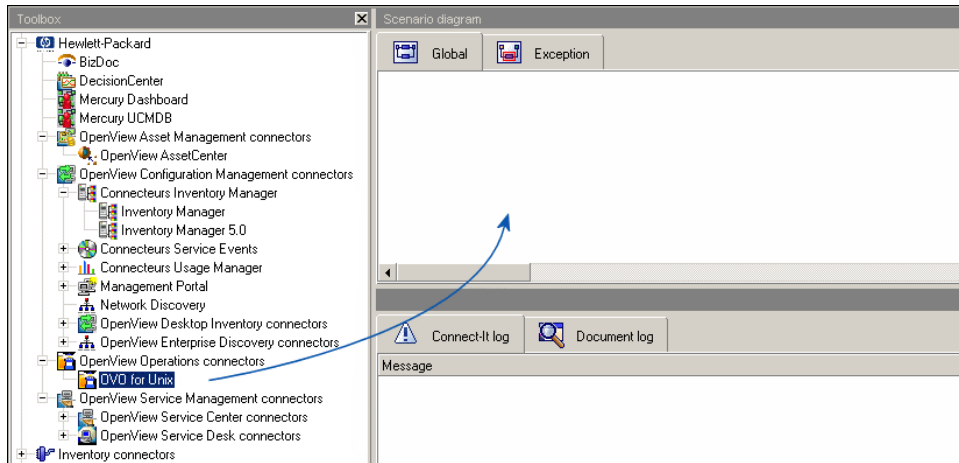 Toolbox
Hewlett-Packard
BizDoc
DecisionCenter
Mercury Dashboard
Mercury UCMDB
OpenView Asset Management connectors
OpenView AssetCenter
OpenView Configuration Management connectors
Connecteurs Inventory Manager
Inventory Manager
Inventory Manager 5.0
Connecteurs Service Events
Connecteurs Usage Manager
Management Portal
Network Discovery
OpenView Desktop Inventory connectors
OpenView Enterprise Discovery connectors
OpenView Operations connectors
OVO for Unix
OpenView Service Management connectors
OpenView Service Center connectors
OpenView Service Desk connectors
Inventory connectors
Scenario diagram
Global Exception
Connect-It log Document log
Message